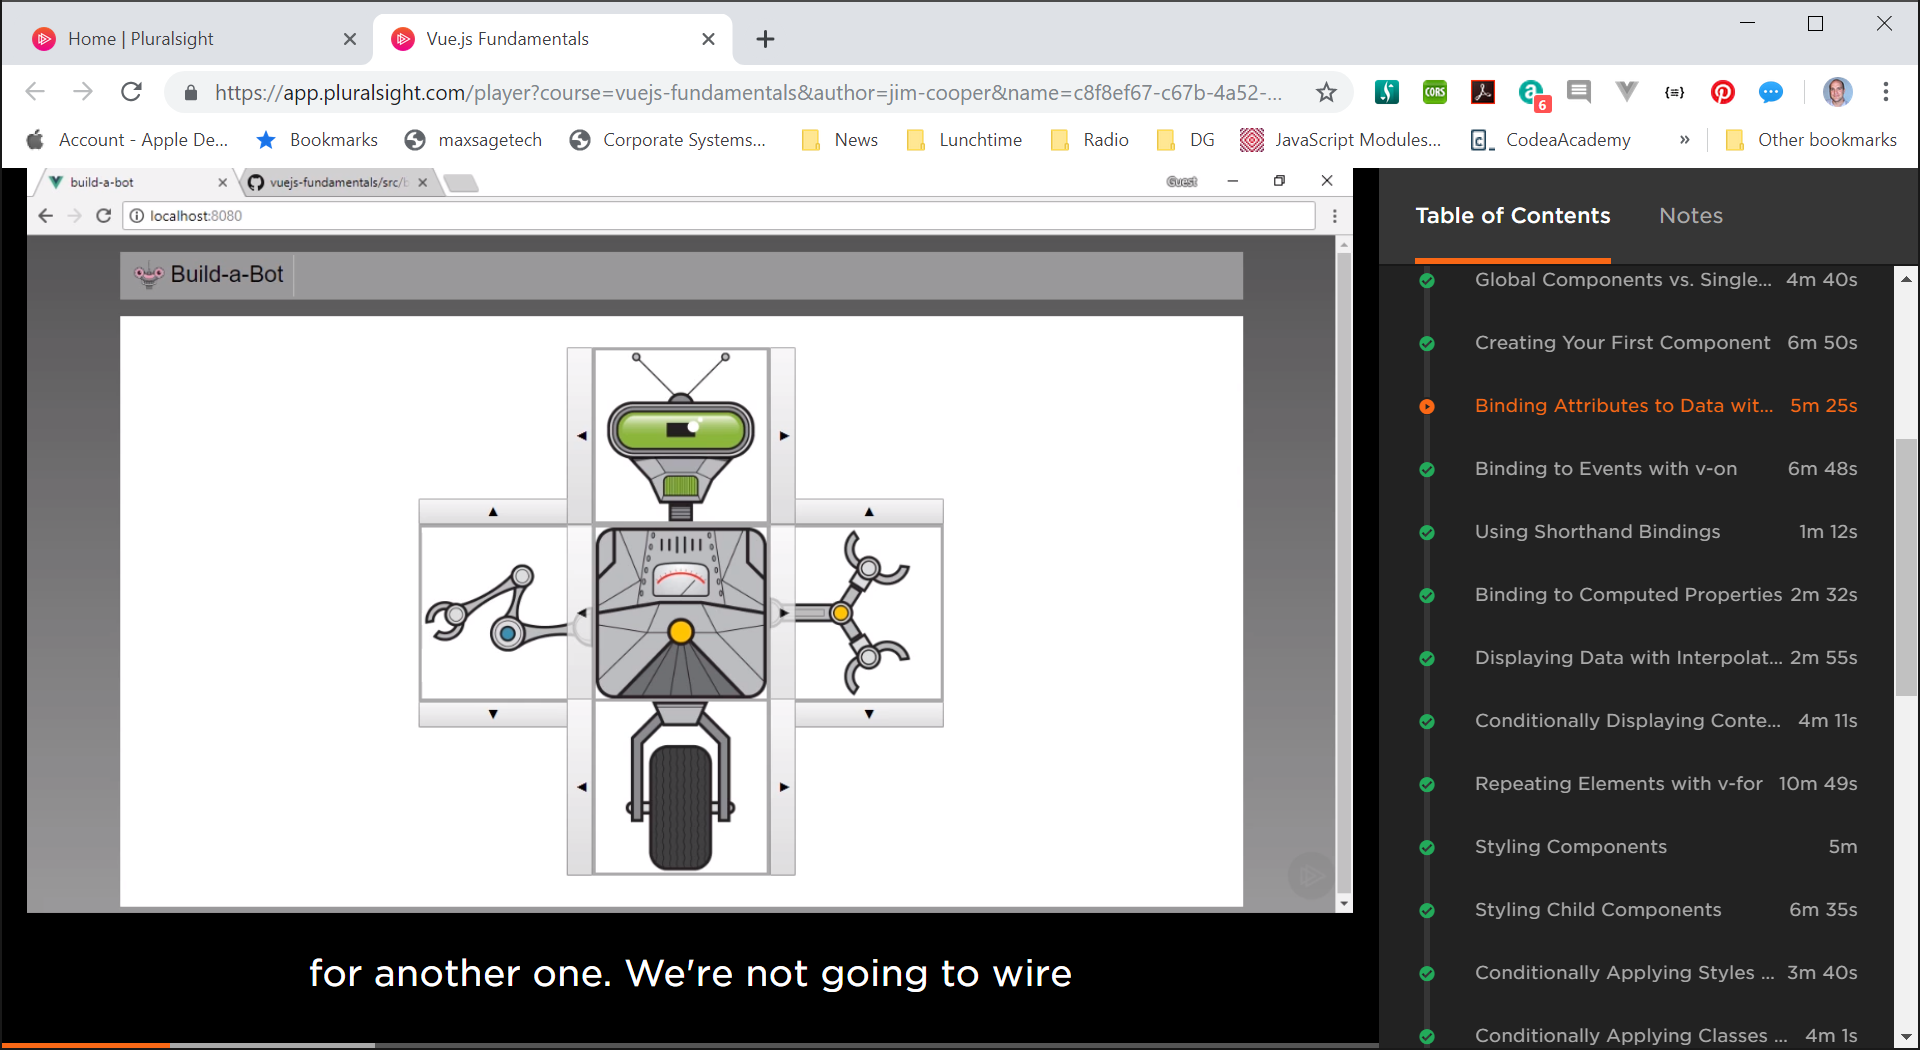 Home | Pluralsight
Vue.js Fundamentals
https://app.pluralsight.com/player?course=vuejs-fundamentals&author=jim-cooper&name=c8f8ef67-c67b-4a52-...
CORS
6
{≡}
Account - Apple De...
Bookmarks
maxsagetech
Corporate Systems...
News
Lunchtime
Radio
DG
JavaScript Modules...
CodeaAcademy
»
Other bookmarks
build-a-bot
vuejs-fundamentals/src/b
Guest
localhost:8080
Build-a-Bot
for another one. We're not going to wire
Table of Contents
Notes
Global Components vs. Single... 4m 40s
Creating Your First Component 6m 50s
Binding Attributes to Data wit... 5m 25s
Binding to Events with v-on 6m 48s
Using Shorthand Bindings 1m 12s
Binding to Computed Properties 2m 32s
Displaying Data with Interpolat... 2m 55s
Conditionally Displaying Conte... 4m 11s
Repeating Elements with v-for 10m 49s
Styling Components 5m
Styling Child Components 6m 35s
Conditionally Applying Styles ... 3m 40s
Conditionally Applying Classes ... 4m 1s